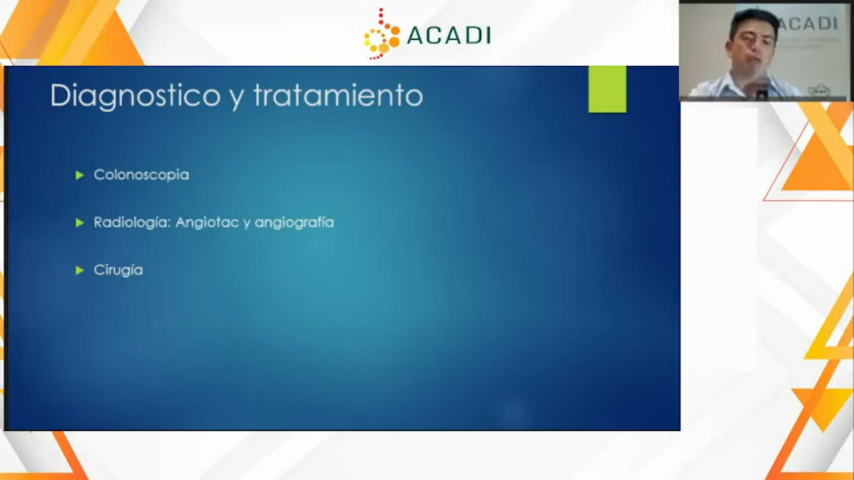 ACADI
ACADI
Diagnostico y tratamiento
Colonoscopia
Radiología: Angiotac y angiografía
Cirugía